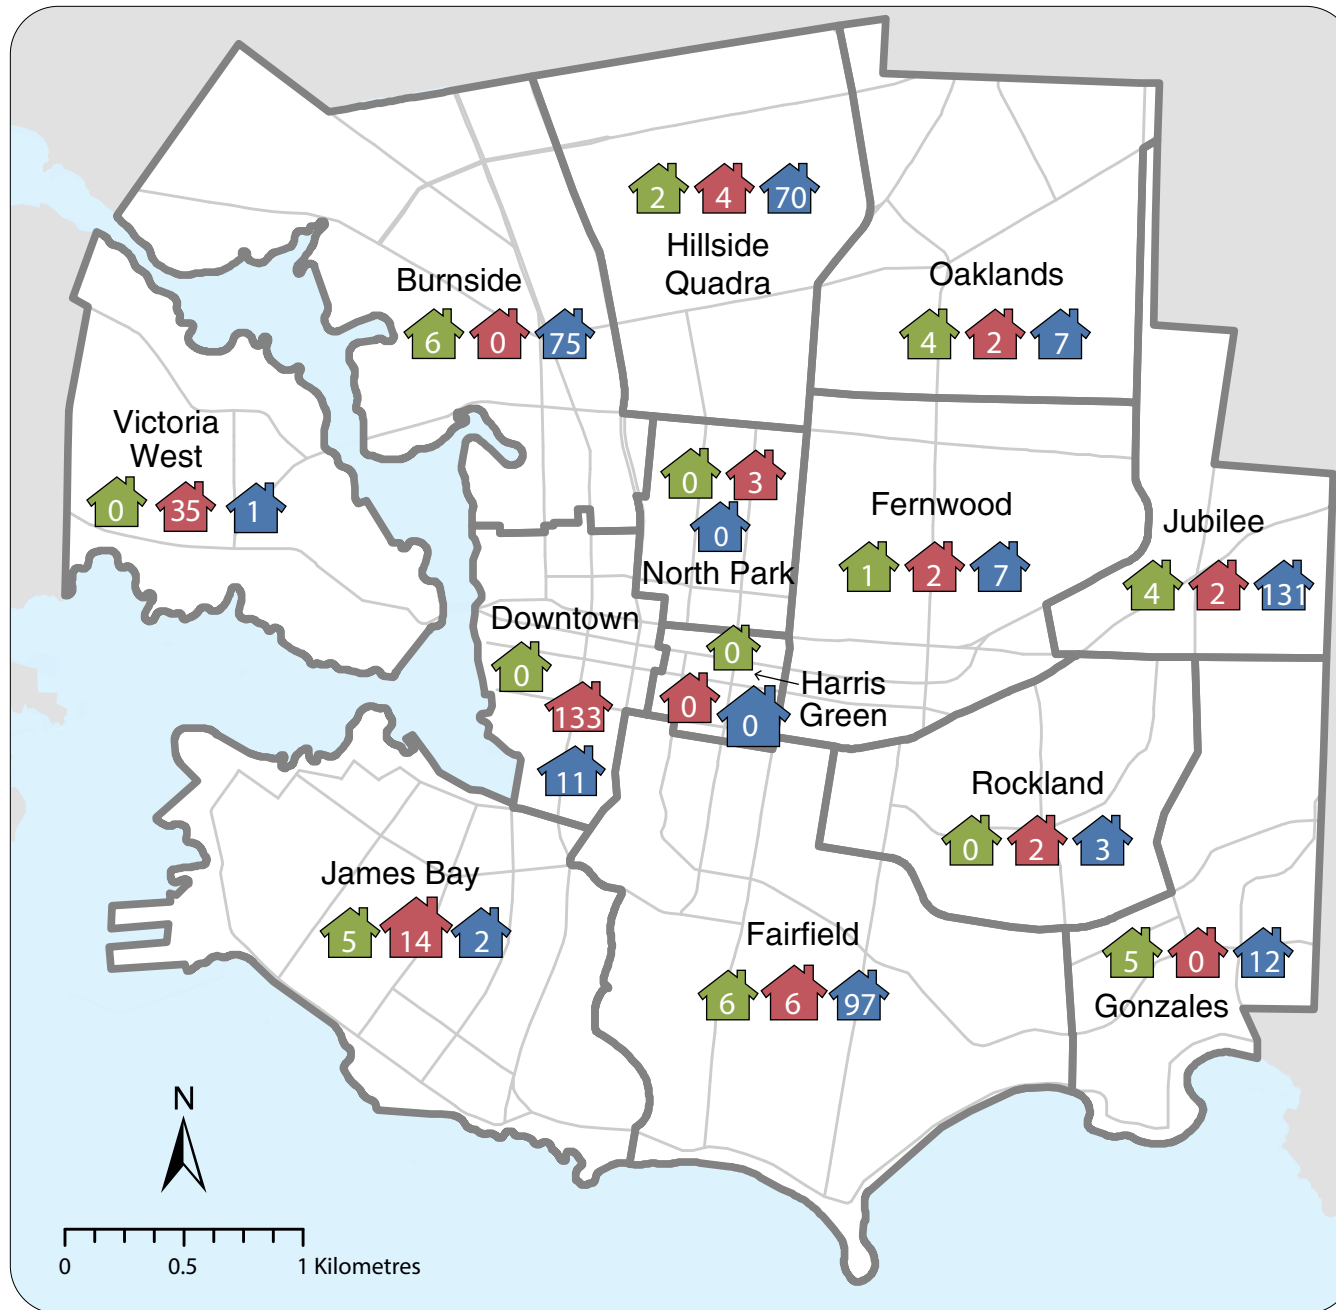 2 4 70
Hillside
Quadra
Burnside
6 0 75
Oaklands
4 2 7
Victoria
West
0 35 1
0 3
0
North Park
Fernwood
1 2 7
Jubilee
4 2 131
Downtown
0
133
11
0
0 0
Harris
Green
Rockland
0 2 3
James Bay
5 14 2
Fairfield
6 6 97
5 0 12
Gonzales
N
0 0.5 1 Kilometres